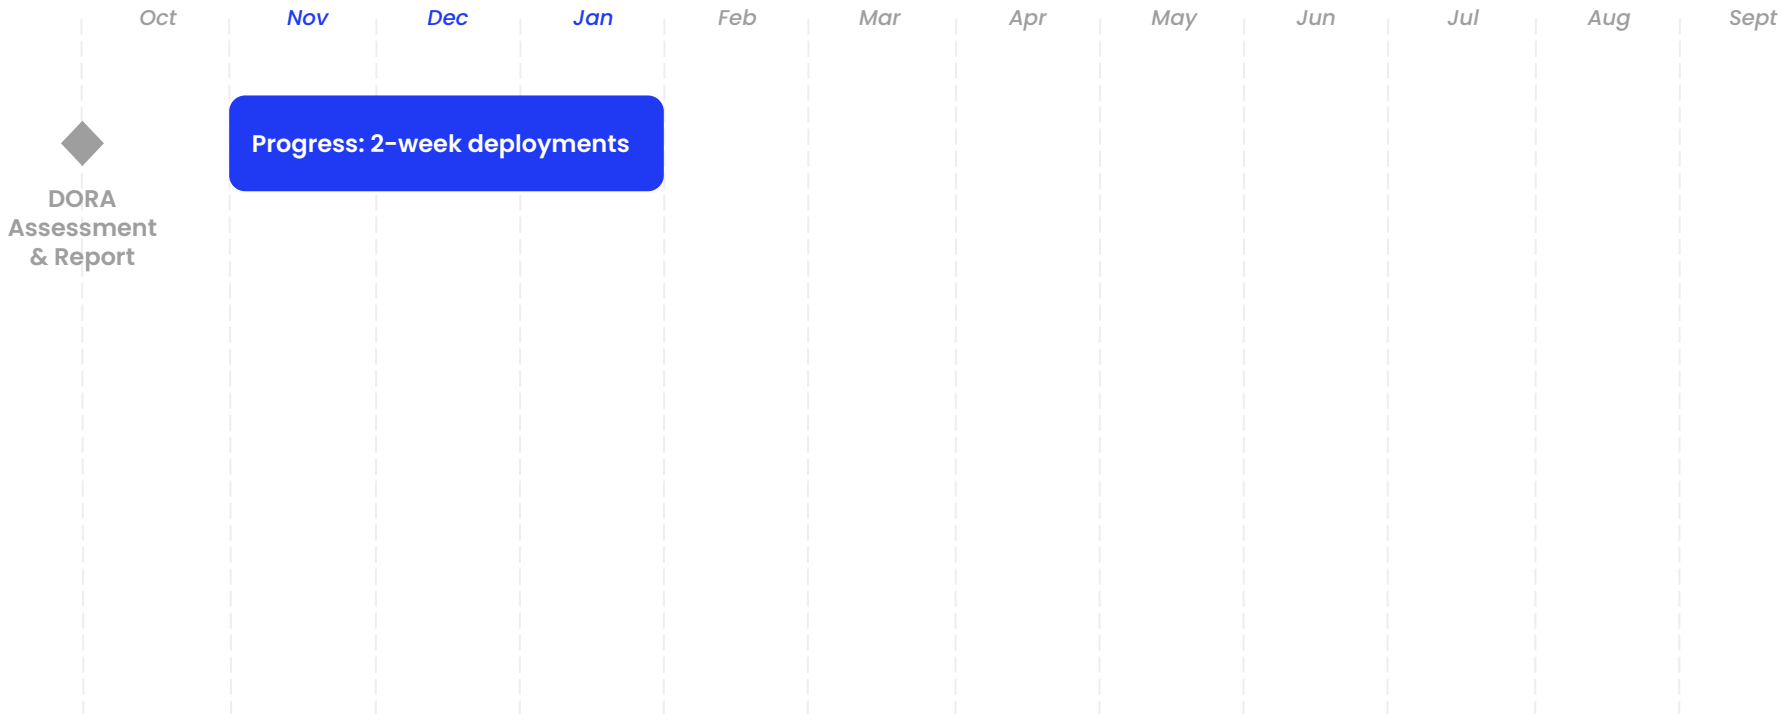 Oct Nov Dec Jan Feb Mar Apr May Jun Jul Aug Sept
Progress: 2-week deployments
DORA
Assessment
& Report